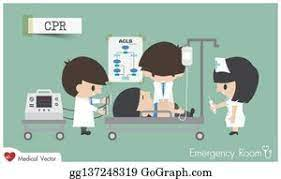 CPR
ACLS
Medical Vector
Emergency Room
gg137248319 GoGraph.com